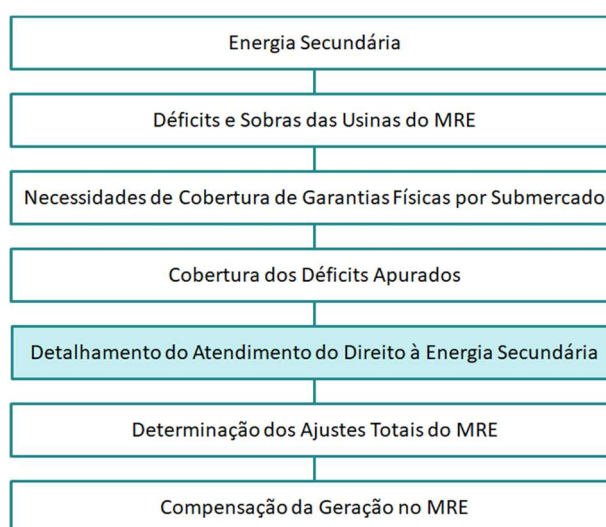 Energia Secundária
Déficits e Sobras das Usinas do MRE
Necessidades de Cobertura de Garantias Físicas por Submercado
Cobertura dos Déficits Apurados
Detalhamento do Atendimento do Direito à Energia Secundária
Determinação dos Ajustes Totais do MRE
Compensação da Geração no MRE